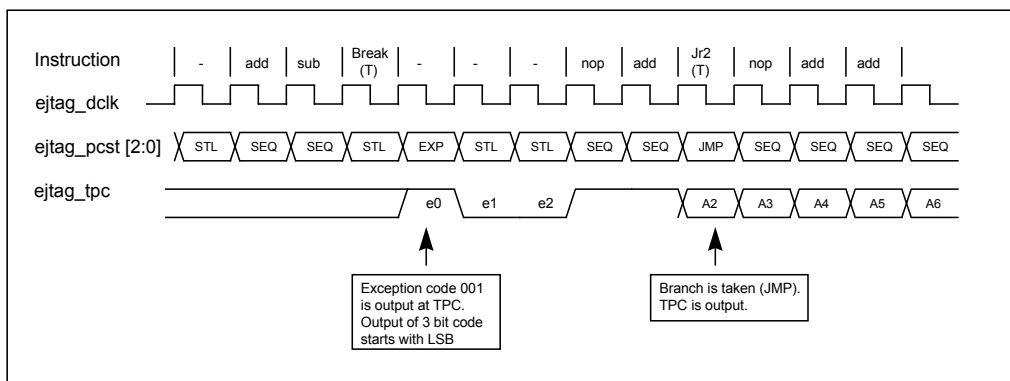 Instruction - add sub Break (T) - - - nop add Jr2 (T) nop add add
ejtag_dclk
ejtag_pcst [2:0] STL SEQ SEQ STL EXP STL STL SEQ SEQ JMP SEQ SEQ SEQ SEQ
ejtag_tpc e0 e1 e2 A2 A3 A4 A5 A6
Exception code 001
is output at TPC.
Output of 3 bit code
starts with LSB
Branch is taken (JMP).
TPC is output.